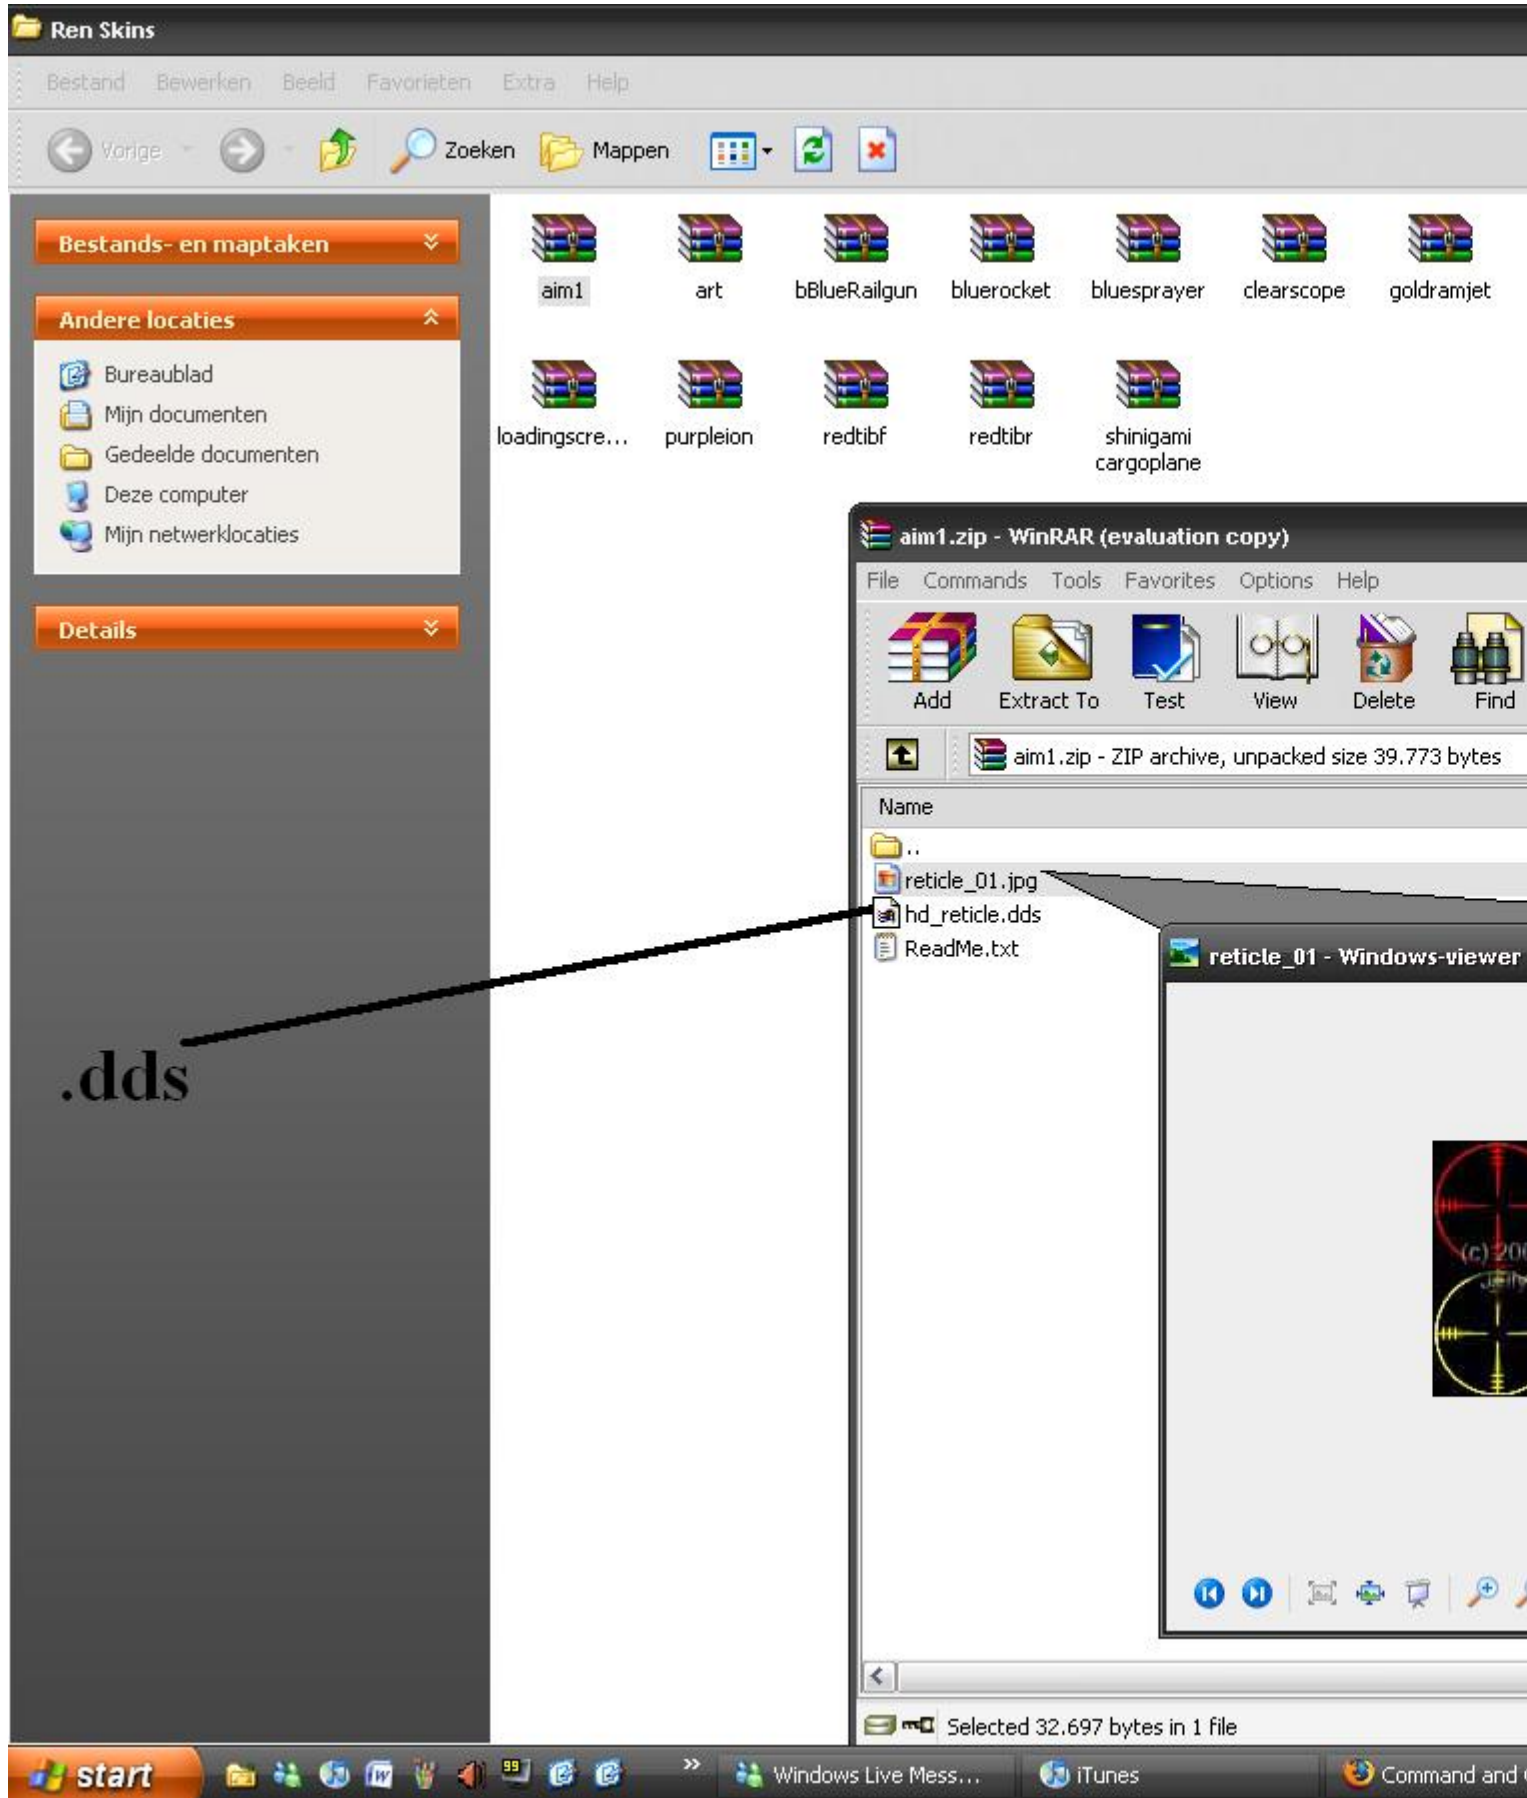 Ren Skins
Bestand Bewerken Beeld Favorieten Extra Help
Vorige Zoeken Mappen
Bestands- en maptaken
Andere locaties
Bureaublad
Mijn documenten
Gedeelde documenten
Deze computer
Mijn netwerklocaties
Details
aim1 art bBlueRailgun bluerocket bluesprayer clearscope goldramjet
loadingscre... purpleion redtibf redtibr shinigami
cargoplane
aim1.zip - WinRAR (evaluation copy)
File Commands Tools Favorites Options Help
Add Extract To Test View Delete Find
aim1.zip - ZIP archive, unpacked size 39.773 bytes
Name
..
reticle_01.jpg
hd_reticle.dds
ReadMe.txt
.dds
reticle_01 - Windows-viewer
(c)
Selected 32.697 bytes in 1 file
start 99 » Windows Live Mess... iTunes Command and